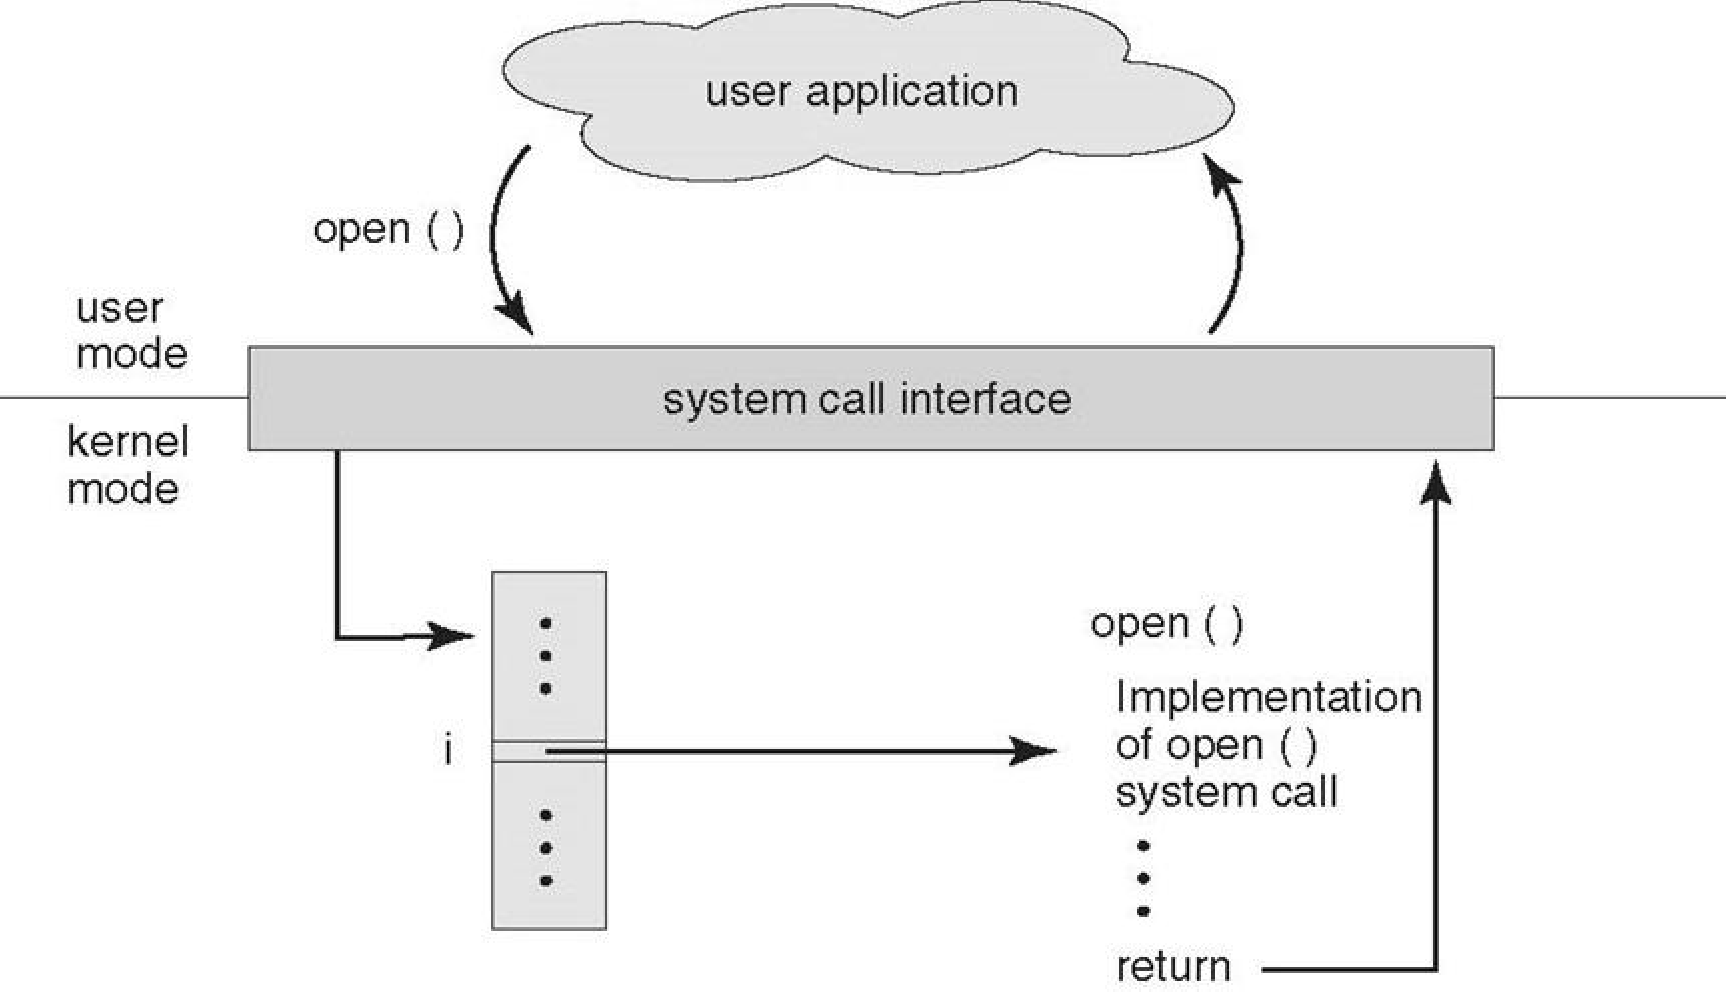 user application
open ( )
user
mode
system call interface
kernel
mode
open ( )
i
Implementation
of open ( )
system call
return